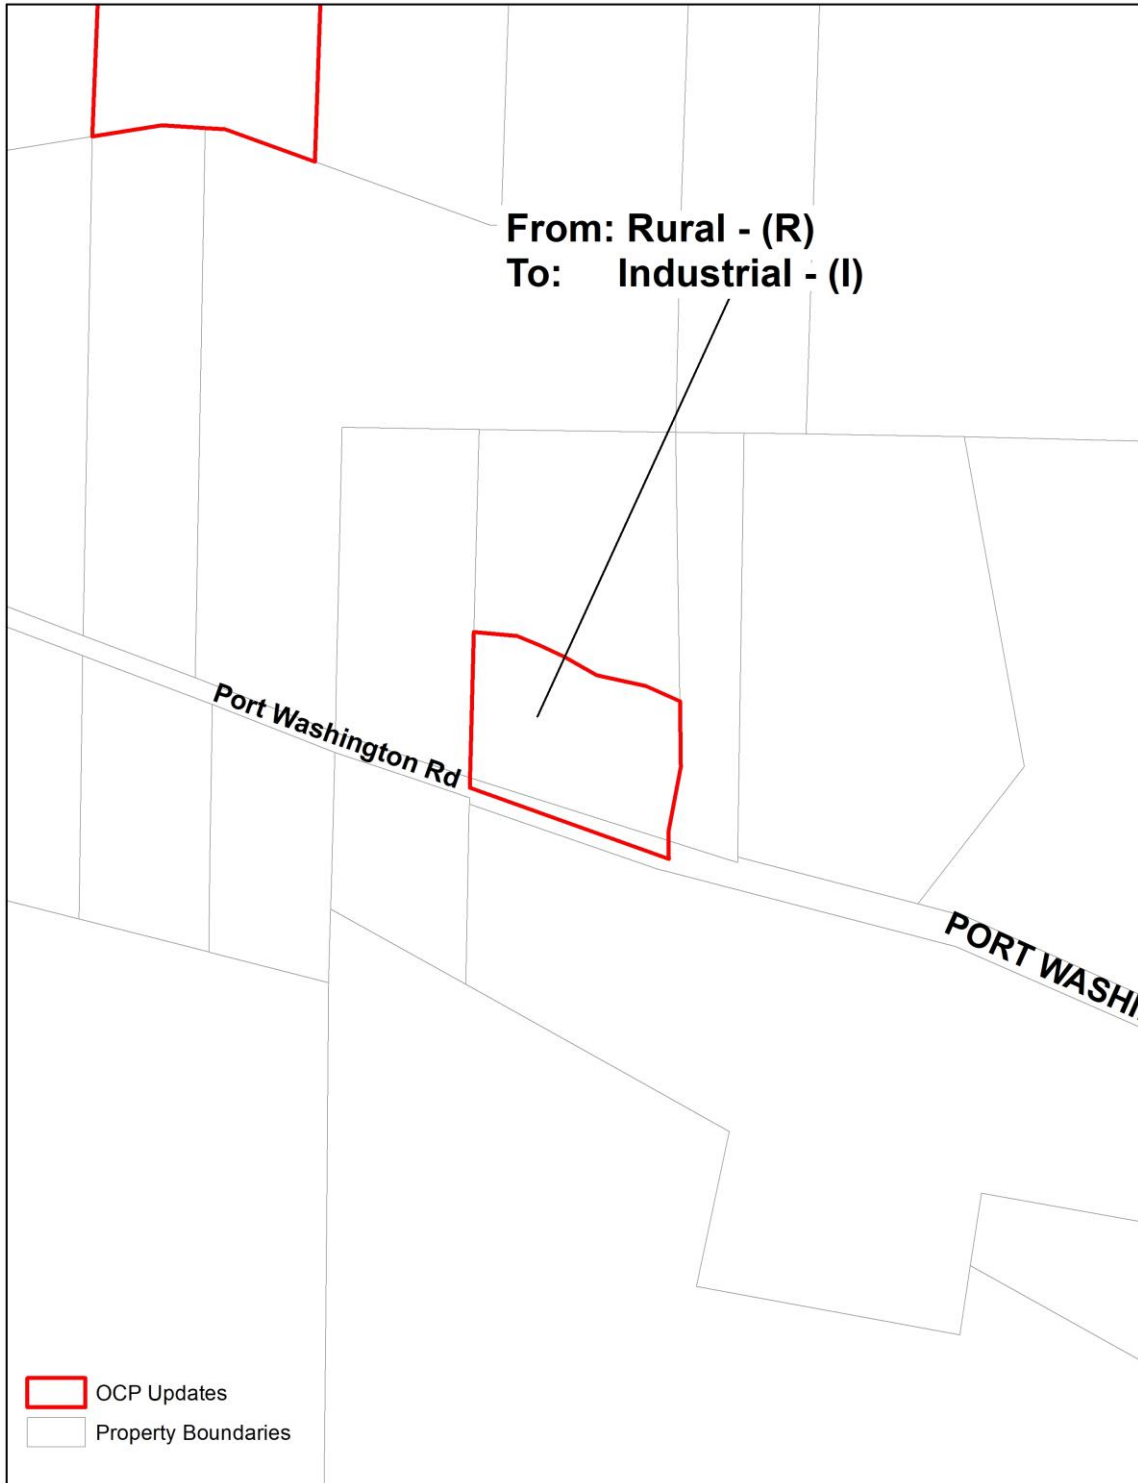 From: Rural - (R)
To: Industrial - (I)
Port Washington Rd
PORT WASHI
OCP Updates
Property Boundaries